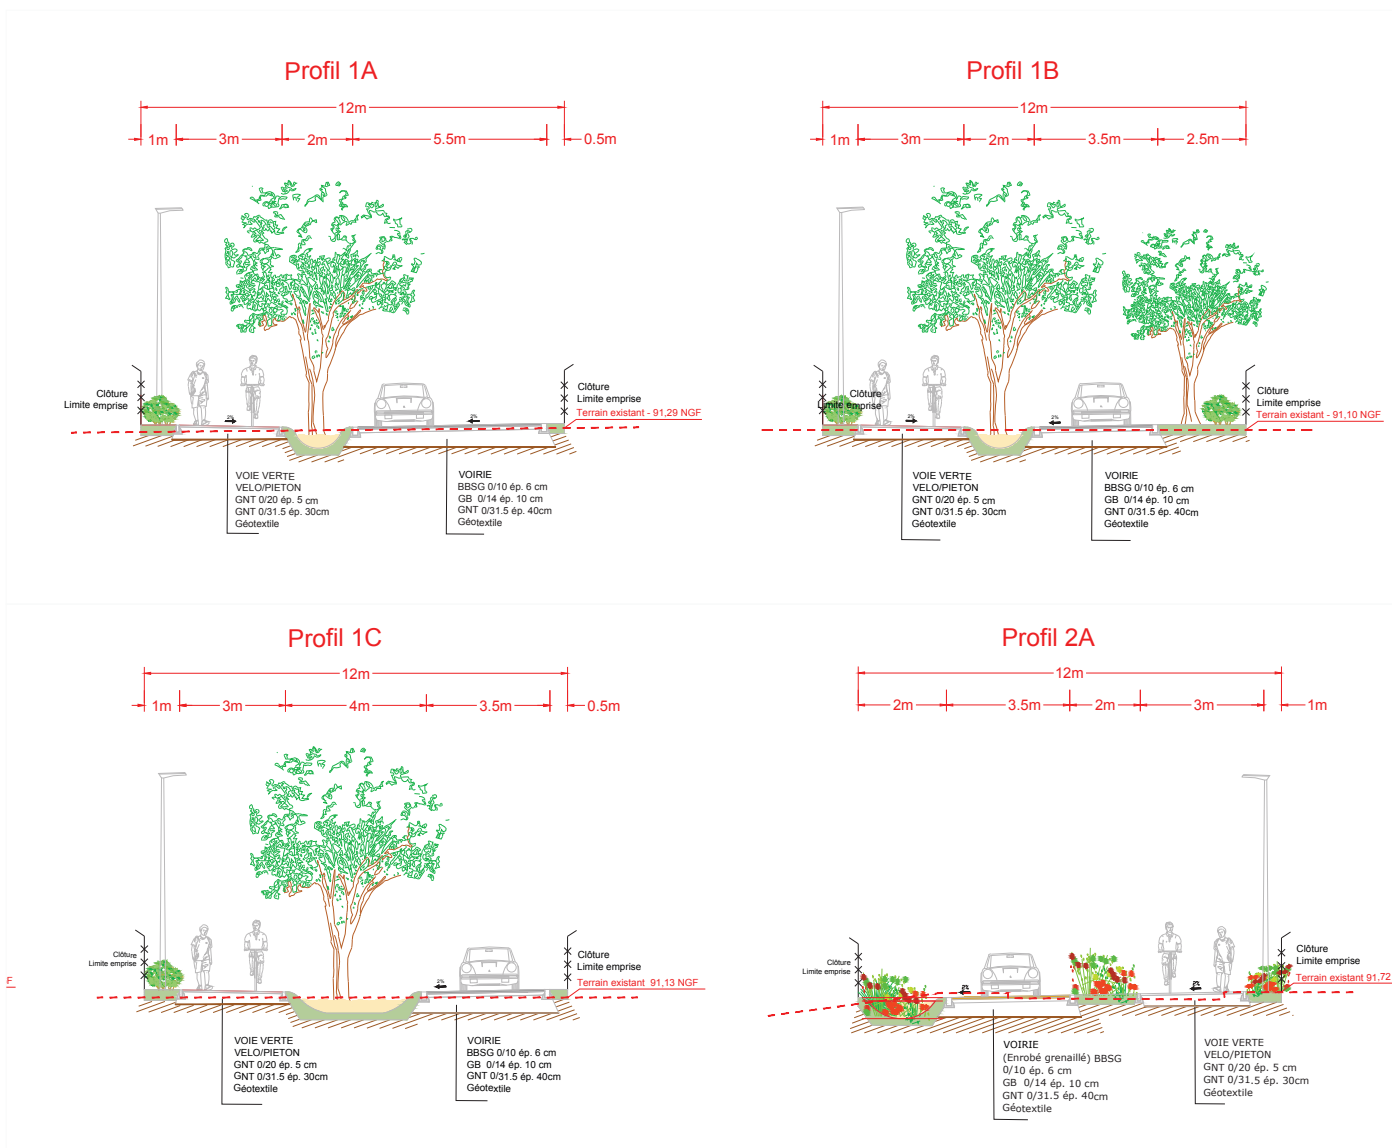 Profil 1A
12m
1m 3m 2m 5.5m 0.5m
Clôture
Limite emprise
2%
2%
Clôture
Limite emprise
Terrain existant - 91,29 NGF
VOIE VERTE
VELO/PIETON
GNT 0/20 ép. 5 cm
GNT 0/31.5 ép. 30cm
Géotextile
VOIRIE
BBSG 0/10 ép. 6 cm
GB 0/14 ép. 10 cm
GNT 0/31.5 ép. 40cm
Géotextile
Profil 1B
12m
1m 3m 2m 3.5m 2.5m
Clôture
Limite emprise
2%
2%
Clôture
Limite emprise
Terrain existant - 91,10 NGF
VOIE VERTE
VELO/PIETON
GNT 0/20 ép. 5 cm
GNT 0/31.5 ép. 30cm
Géotextile
VOIRIE
BBSG 0/10 ép. 6 cm
GB 0/14 ép. 10 cm
GNT 0/31.5 ép. 40cm
Géotextile
Profil 1C
12m
1m 3m 4m 3.5m 0.5m
F
Clôture
Limite emprise
2%
Clôture
Limite emprise
Terrain existant 91,13 NGF
VOIE VERTE
VELO/PIETON
GNT 0/20 ép. 5 cm
GNT 0/31.5 ép. 30cm
Géotextile
VOIRIE
BBSG 0/10 ép. 6 cm
GB 0/14 ép. 10 cm
GNT 0/31.5 ép. 40cm
Géotextile
Profil 2A
12m
2m 3.5m 2m 3m 1m
Clôture
Limite emprise
2%
2%
Clôture
Limite emprise
Terrain existant 91,72
VOIRIE
(Enrobé grenaillé) BBSG
0/10 ép. 6 cm
GB 0/14 ép. 10 cm
GNT 0/31.5 ép. 40cm
Géotextile
VOIE VERTE
VELO/PIETON
GNT 0/20 ép. 5 cm
GNT 0/31.5 ép. 30cm
Géotextile